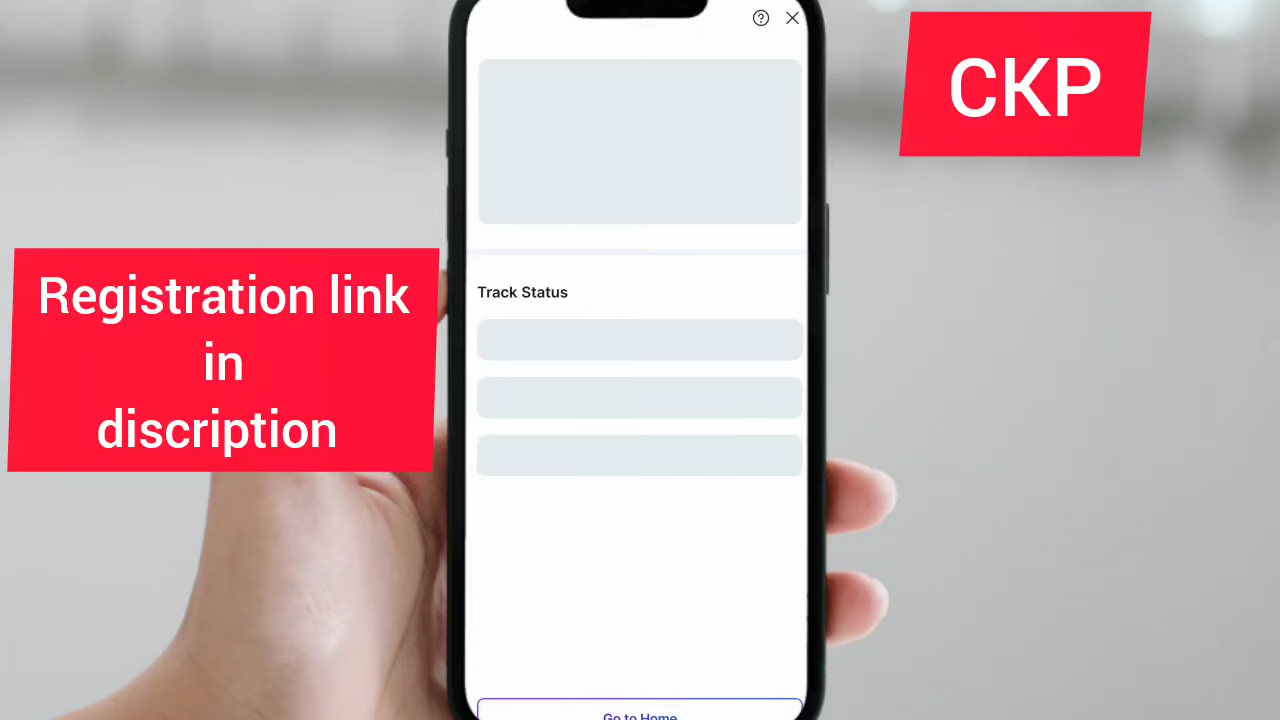 CKP
Registration link
in
discription
Track Status
Go to Home